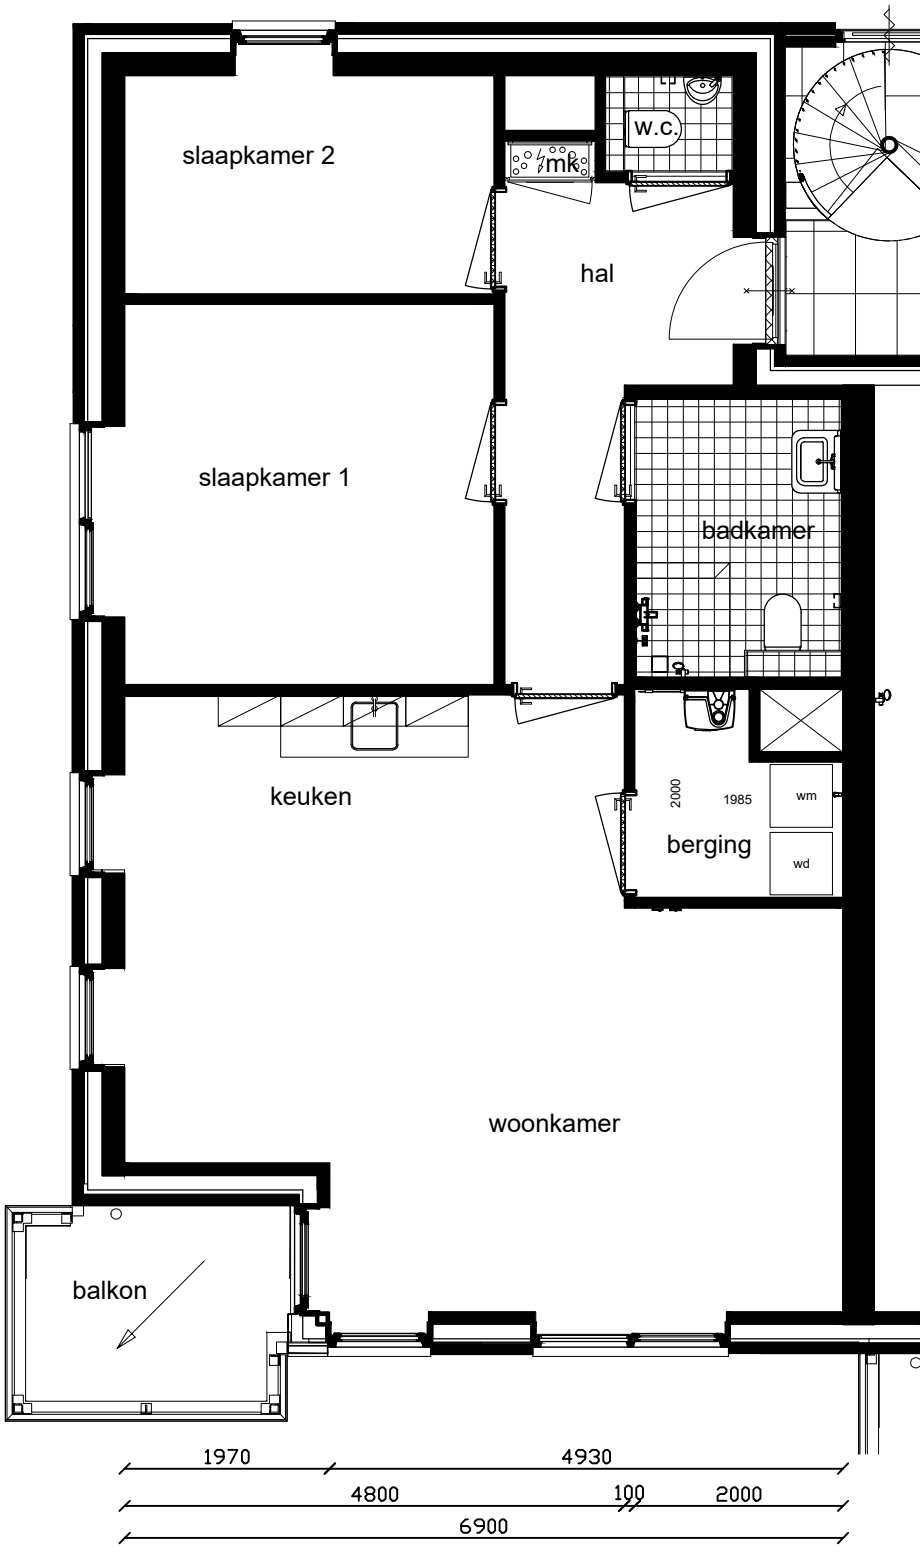 slaapkamer 2
w.c.
mk
hal
slaapkamer 1
badkamer
keuken
2000
1985
wm
berging
wd
woonkamer
balkon
1970
4930
4800
100
2000
6900